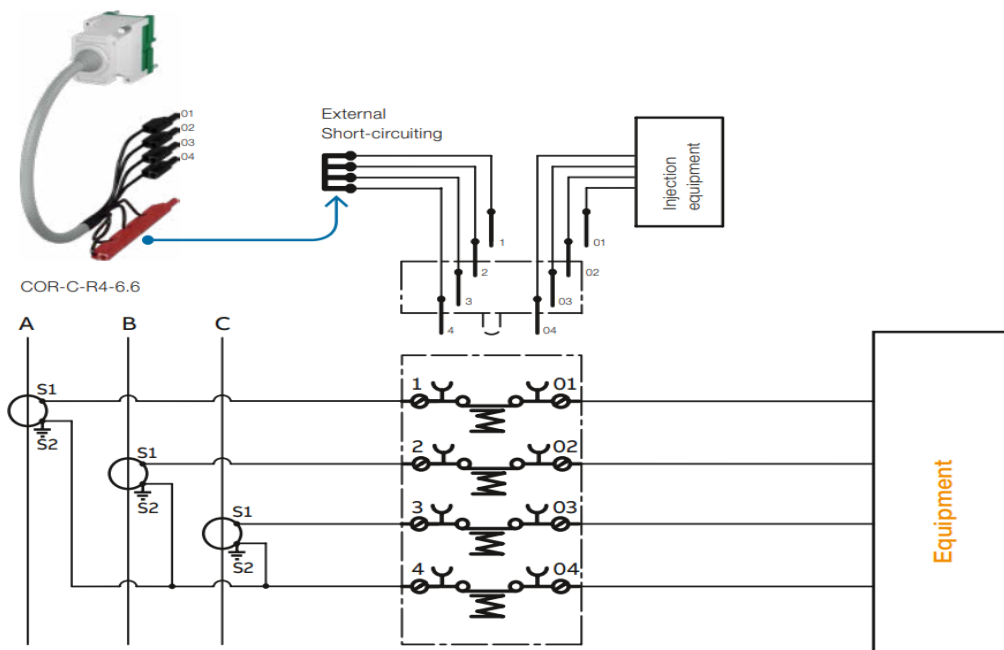 01
02
03
04
COR-C-R4-6.6
External
Short-circuiting
Injection
equipment
1
2
3
4
01
02
03
04
A
B
C
S1
S2
S1
S2
S1
S2
1
01
2
02
3
03
4
04
Equipment